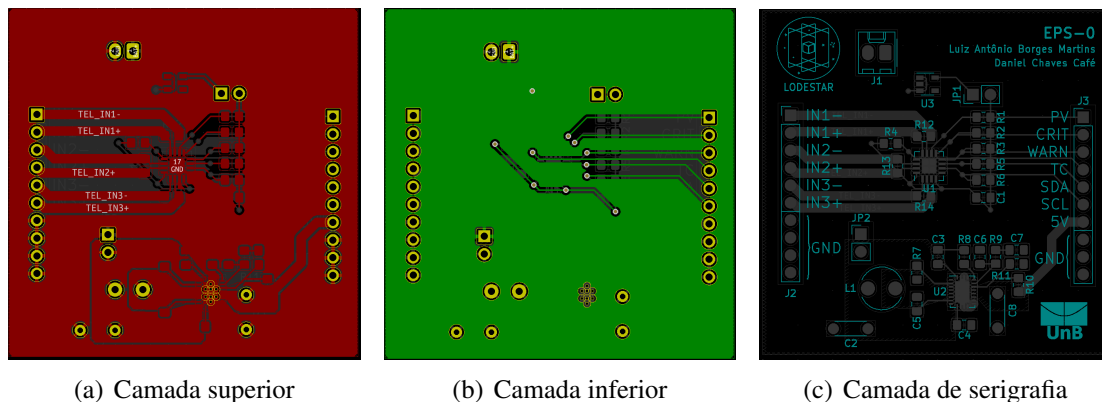 TEL_IN1-
TEL_IN1+
TEL_IN2+
TEL_IN3-
TEL_IN3+
17
GND
EPS-0
Luiz Antônio Borges Martins
Daniel Chaves Café
LODESTAR
J1
U3
JP1
J3
IN1-
IN1+
IN2-
IN2+
IN3-
IN3+
GND
J2
R12
R4
R13
U1
R14
R1
R3
R5
R6
C1
PV
CRIT
WARN
TC
SDA
SCL
5V
GND
JP2
R7
C3
R8
C6
R9
C7
R11
R10
L1
U2
C5
C4
C2
C8
UnB
(a) Camada superior
(b) Camada inferior
(c) Camada de serigrafia